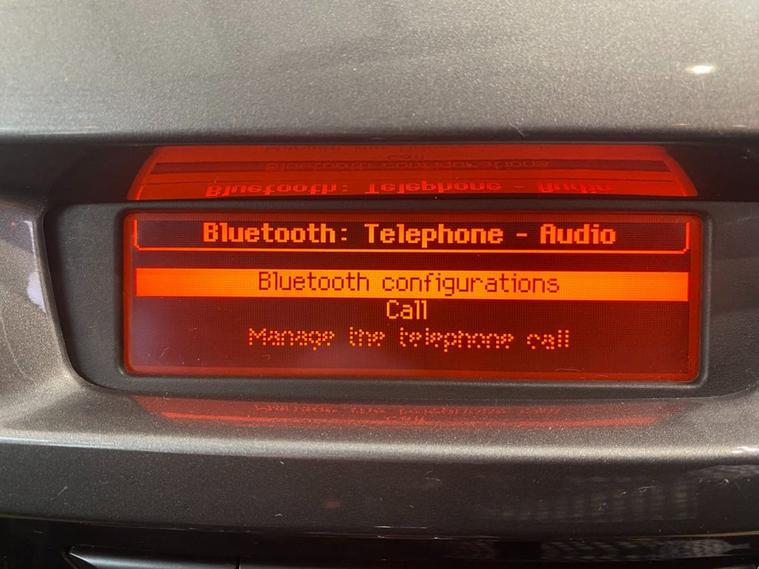 Bluetooth: Telephone - Audio
Bluetooth configurations
Call
Manage the telephone call